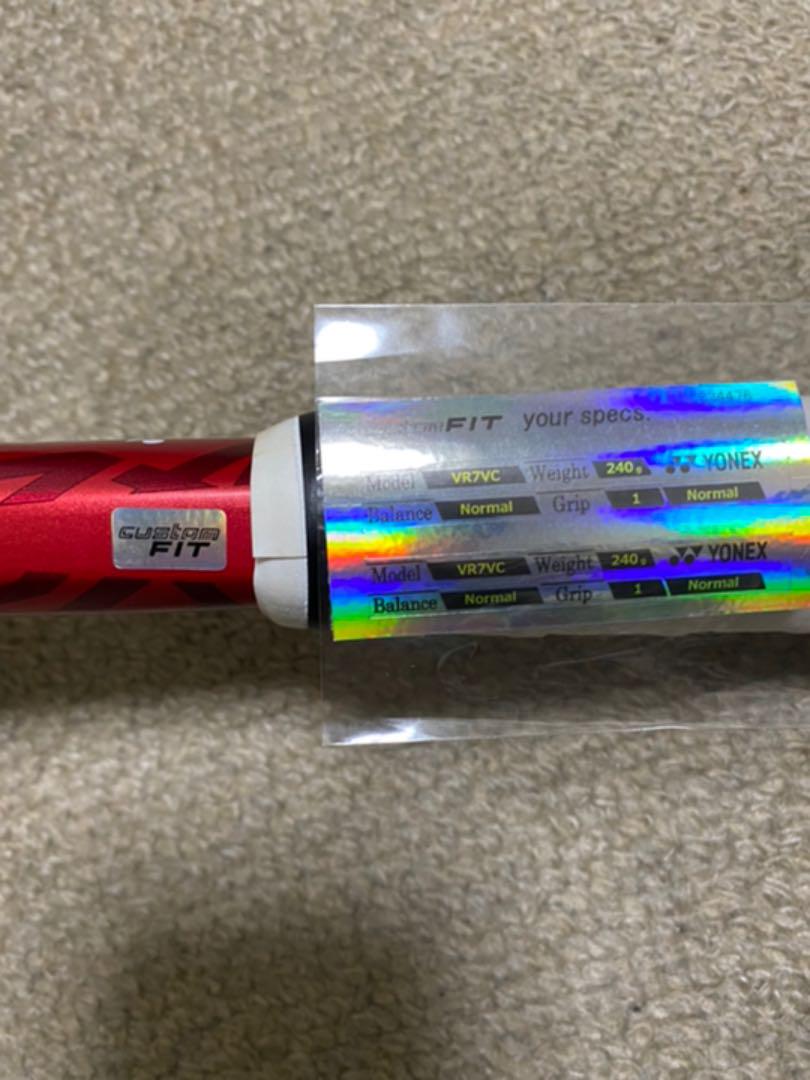 custom
FIT
FIT your specs.
Model VR7VC Weight 240g YONEX
Balance Normal Grip 1 Normal
Model VR7VC Weight 240g YONEX
Balance Normal Grip 1 Normal